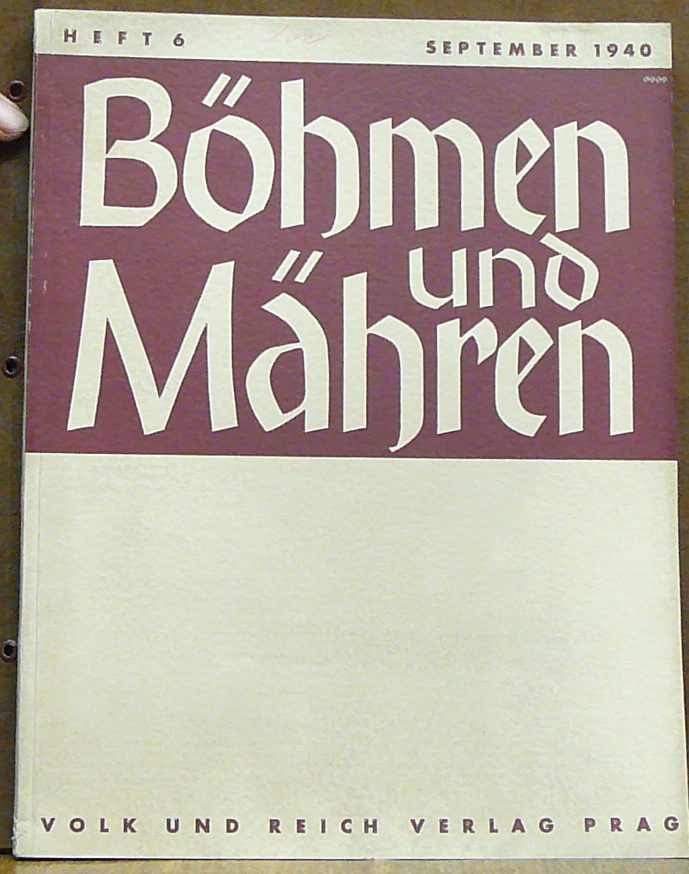 HEFT 6
SEPTEMBER 1940
Böhmen
und
Mähren
VOLK UND REICH VERLAG PRAG